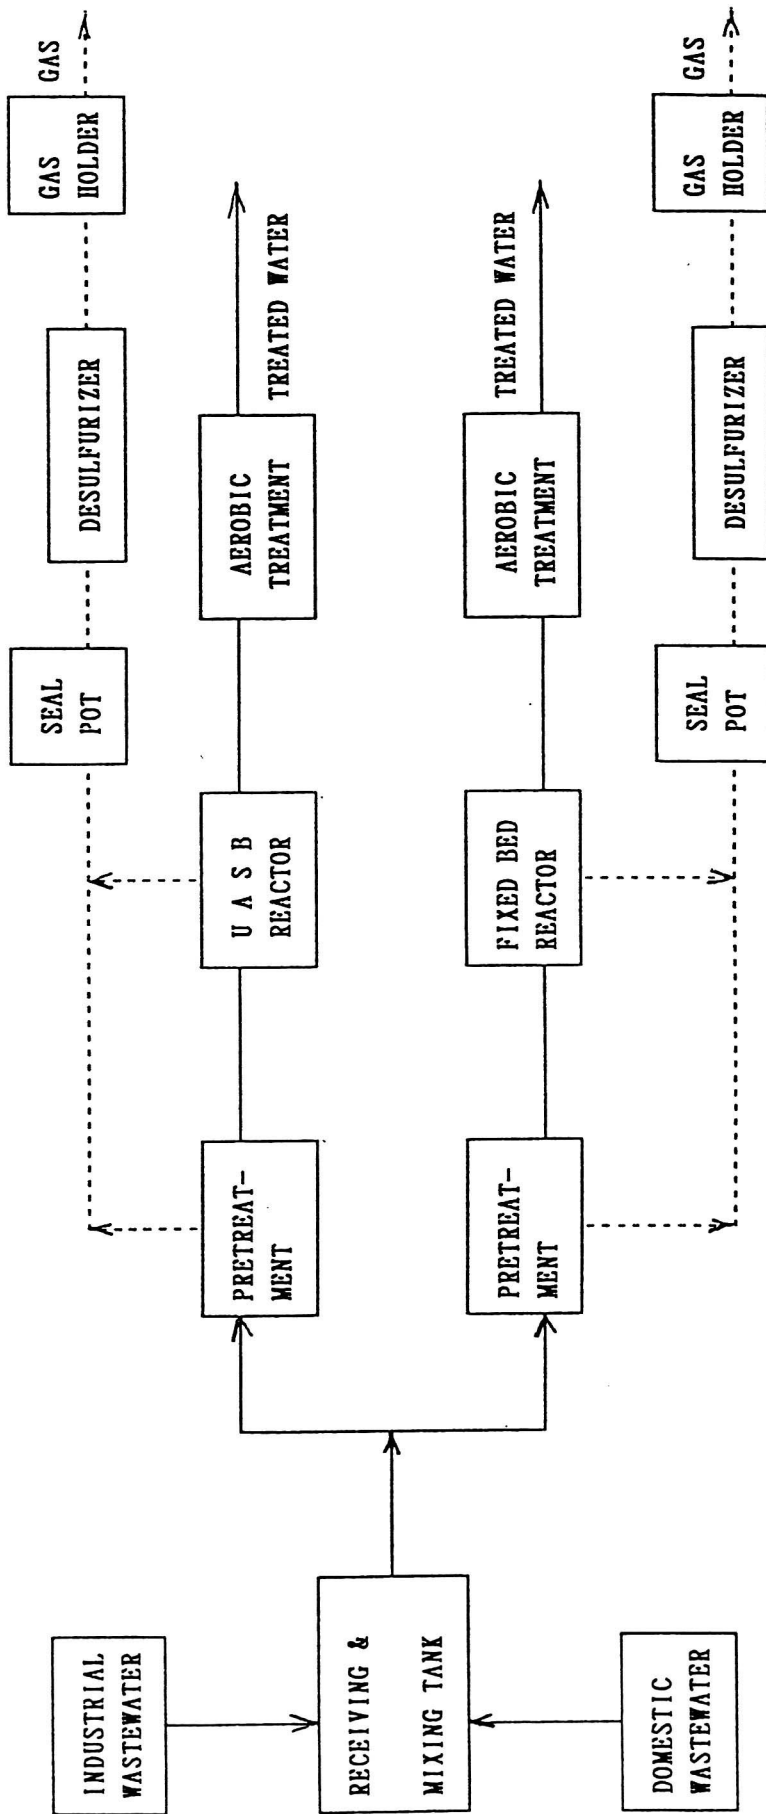 INDUSTRIAL
WASTEWATER
RECEIVING &
MIXING TANK
DOMESTIC
WASTEWATER
PRETREAT-
MENT
U A S B
REACTOR
AEROBIC
TREATMENT
TREATED WATER
SEAL
POT
DESULFURIZER
GAS
HOLDER
GAS
PRETREAT-
MENT
FIXED BED
REACTOR
AEROBIC
TREATMENT
TREATED WATER
SEAL
POT
DESULFURIZER
GAS
HOLDER
GAS